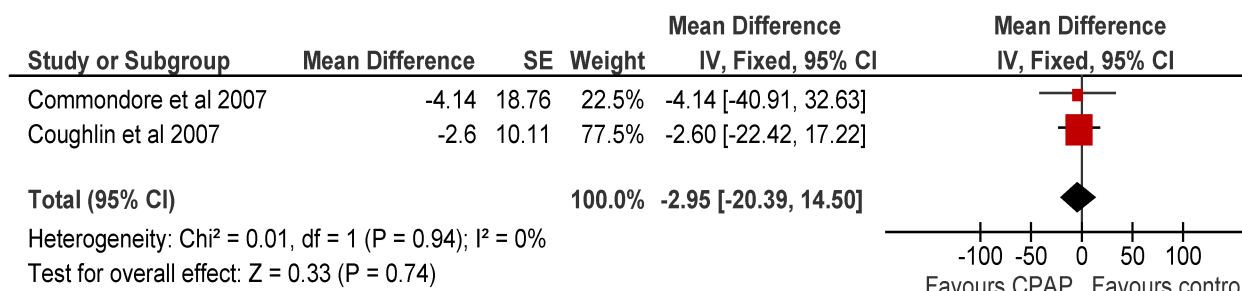 Mean Difference Mean Difference
Study or Subgroup Mean Difference SE Weight IV, Fixed, 95% CI IV, Fixed, 95% CI
Commondore et al 2007 -4.14 18.76 22.5% -4.14 [-40.91, 32.63]
Coughlin et al 2007 -2.6 10.11 77.5% -2.60 [-22.42, 17.22]
Total (95% CI) 100.0% -2.95 [-20.39, 14.50]
Heterogeneity: Chi² = 0.01, df = 1 (P = 0.94); I² = 0%
Test for overall effect: Z = 0.33 (P = 0.74)
-100 -50 0 50 100
Favours CPAP Favours contro